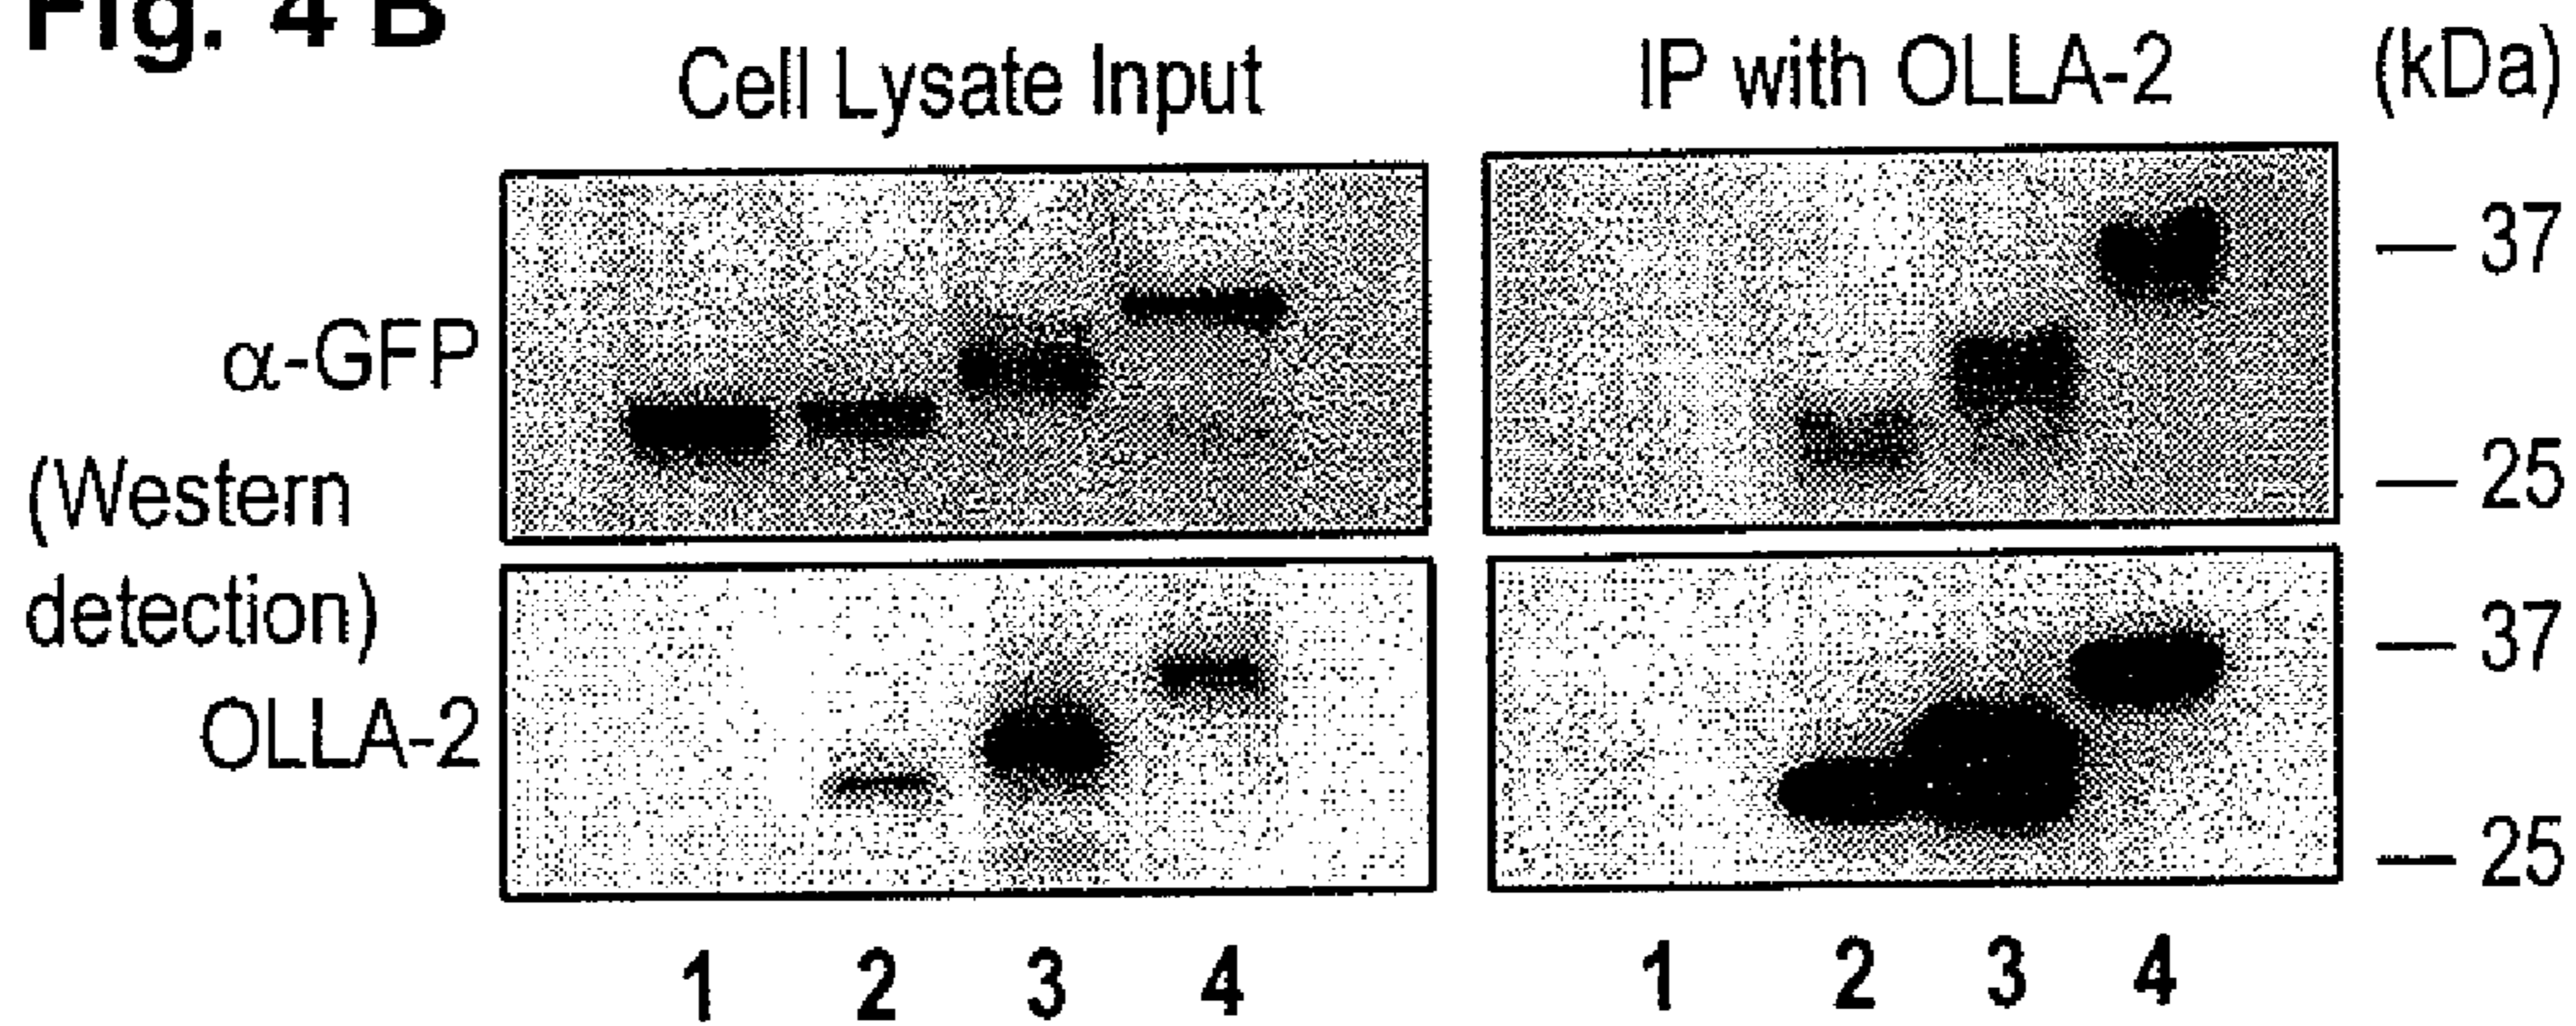 Fig. 4 B
Cell Lysate Input
IP with OLLA-2
(kDa)
α-GFP
(Western
detection)
OLLA-2
37
25
37
25
1 2 3 4
1 2 3 4